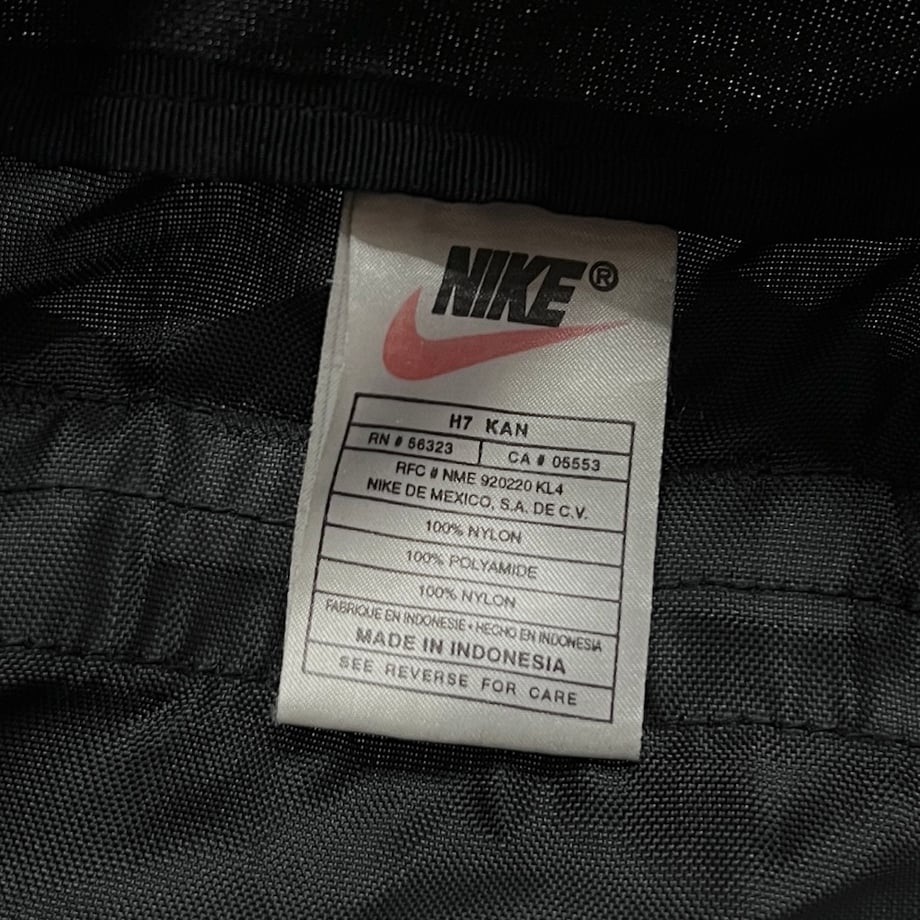 NIKE®
H7 KAN
RN # 56323 CA # 05553
RFC # NME 920220 KL4
NIKE DE MEXICO, S.A. DE C.V.
100% NYLON
100% POLYAMIDE
100% NYLON
FABRIQUE EN INDONESIE • HECHO EN INDONESIA
MADE IN INDONESIA
SEE REVERSE FOR CARE